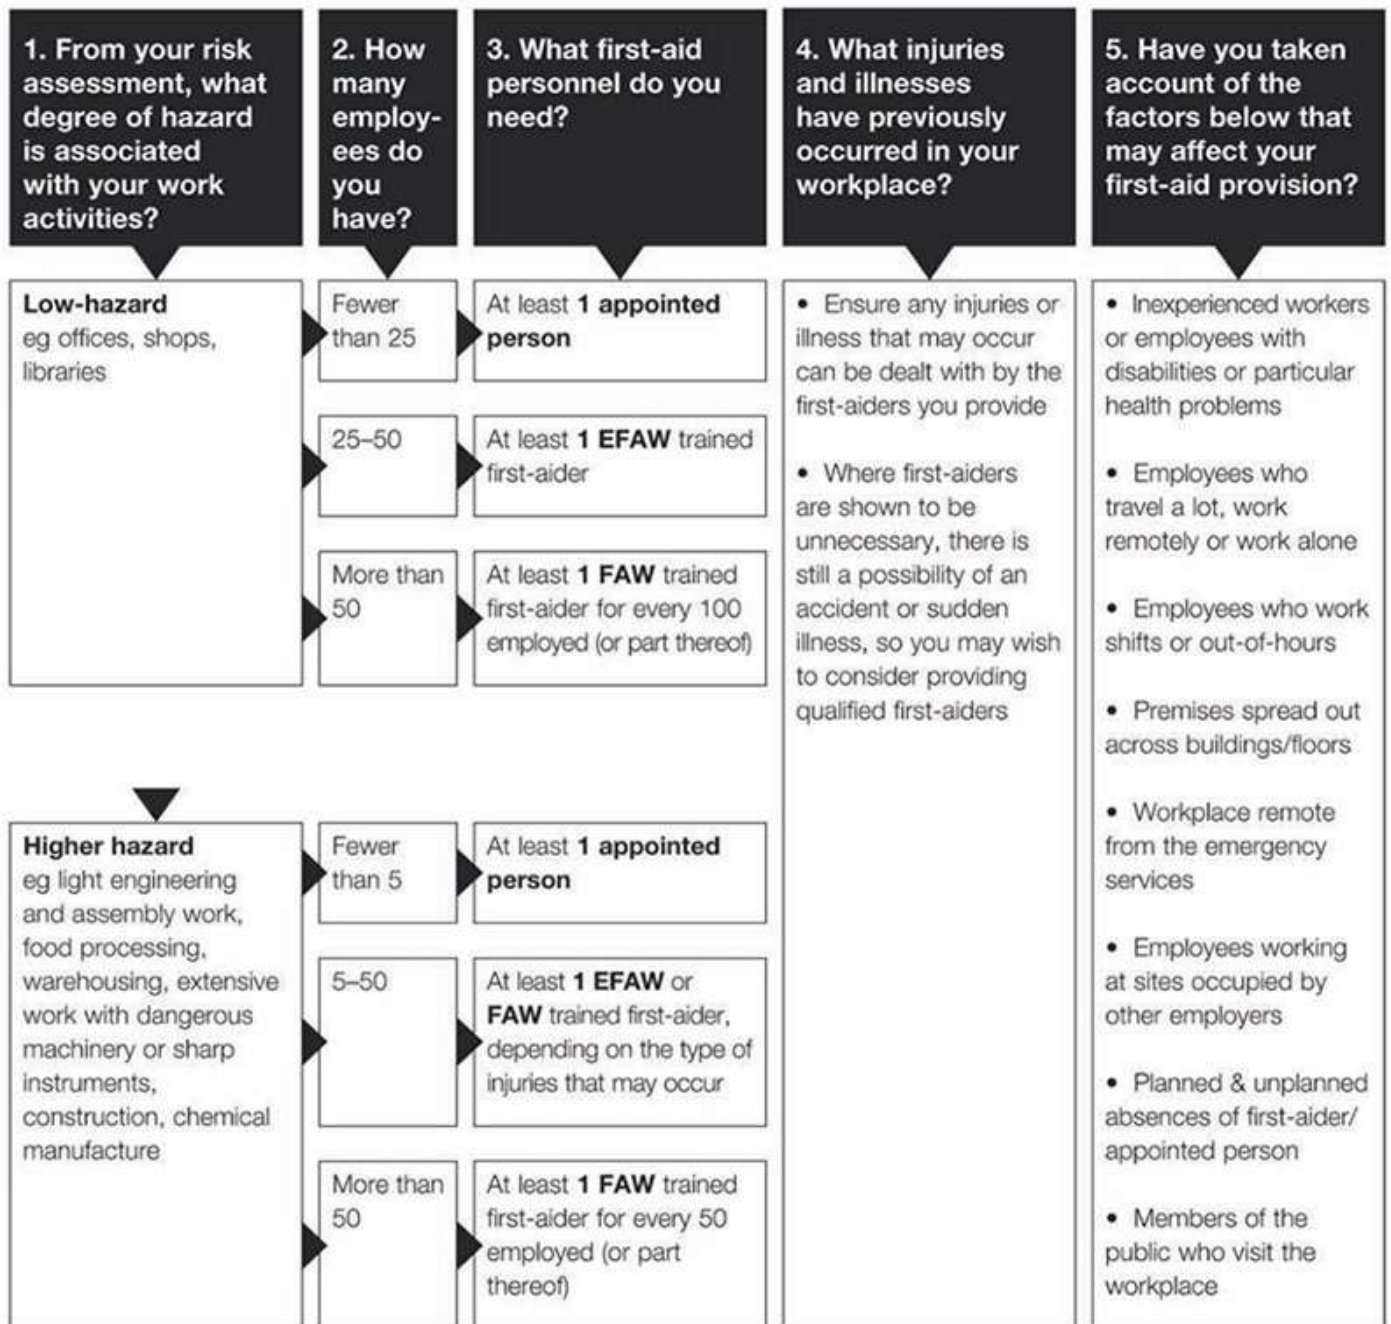 1. From your risk
assessment, what
degree of hazard
is associated
with your work
activities?
2. How
many
employ-
ees do
you
have?
3. What first-aid
personnel do you
need?
4. What injuries
and illnesses
have previously
occurred in your
workplace?
5. Have you taken
account of the
factors below that
may affect your
first-aid provision?
Low-hazard
eg offices, shops,
libraries
Fewer
than 25
At least 1 appointed
person
25–50
At least 1 EFAW trained
first-aider
More than
50
At least 1 FAW trained
first-aider for every 100
employed (or part thereof)
Higher hazard
eg light engineering
and assembly work,
food processing,
warehousing, extensive
work with dangerous
machinery or sharp
instruments,
construction, chemical
manufacture
Fewer
than 5
At least 1 appointed
person
5–50
At least 1 EFAW or
FAW trained first-aider,
depending on the type of
injuries that may occur
More than
50
At least 1 FAW trained
first-aider for every 50
employed (or part
thereof)
• Ensure any injuries or
illness that may occur
can be dealt with by the
first-aiders you provide
• Where first-aiders
are shown to be
unnecessary, there is
still a possibility of an
accident or sudden
illness, so you may wish
to consider providing
qualified first-aiders
• Inexperienced workers
or employees with
disabilities or particular
health problems
• Employees who
travel a lot, work
remotely or work alone
• Employees who work
shifts or out-of-hours
• Premises spread out
across buildings/floors
• Workplace remote
from the emergency
services
• Employees working
at sites occupied by
other employers
• Planned & unplanned
absences of first-aider/
appointed person
• Members of the
public who visit the
workplace